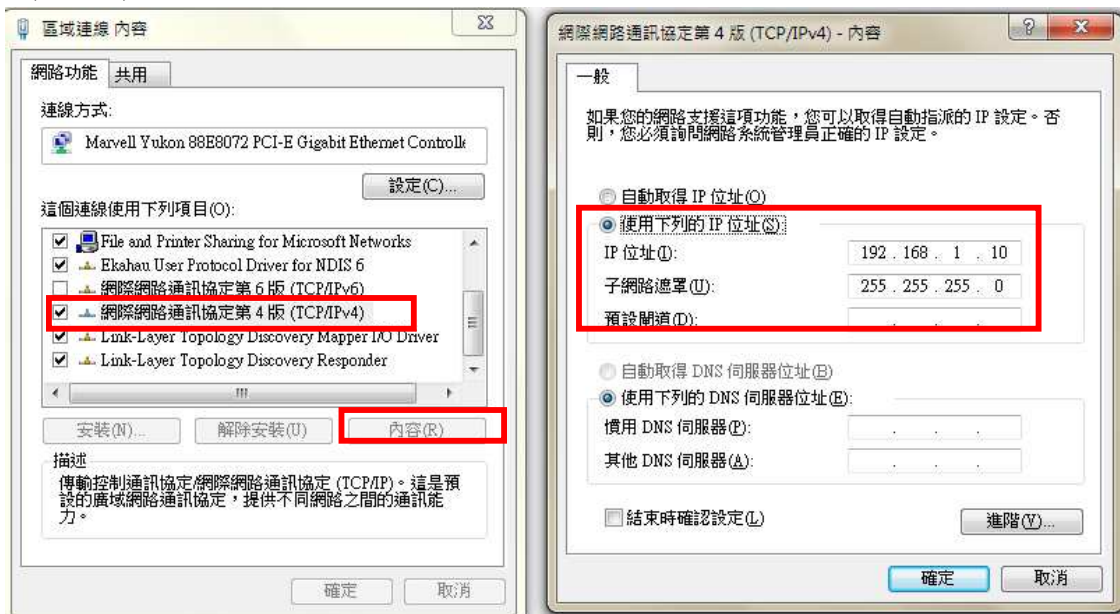 區域連線 內容
網路功能
共用
連線方式:
Marvell Yukon 88E8072 PCI-E Gigabit Ethernet Controlle
設定(C)...
這個連線使用下列項目(O):
File and Printer Sharing for Microsoft Networks
Ekahau User Protocol Driver for NDIS 6
網際網路通訊協定第 6 版 (TCP/IPv6)
網際網路通訊協定第 4 版 (TCP/IPv4)
Link-Layer Topology Discovery Mapper I/O Driver
Link-Layer Topology Discovery Responder
安裝(N)...
解除安裝(U)
內容(R)
描述
傳輸控制通訊協定/網際網路通訊協定 (TCP/IP)。這是預
設的廣域網路通訊協定，提供不同網路之間的通訊能
力。
確定
取消
網際網路通訊協定第 4 版 (TCP/IPv4) - 內容
一般
如果您的網路支援這項功能，您可以取得自動指派的 IP 設定。否
則，您必須詢問網路系統管理員正確的 IP 設定。
自動取得 IP 位址(O)
使用下列的 IP 位址(S):
IP 位址(I): 192 . 168 . 1 . 10
子網路遮罩(U): 255 . 255 . 255 . 0
預設閘道(D): . . .
自動取得 DNS 伺服器位址(B)
使用下列的 DNS 伺服器位址(E):
慣用 DNS 伺服器(P): . . .
其他 DNS 伺服器(A): . . .
結束時確認設定(L)
進階(V)...
確定
取消